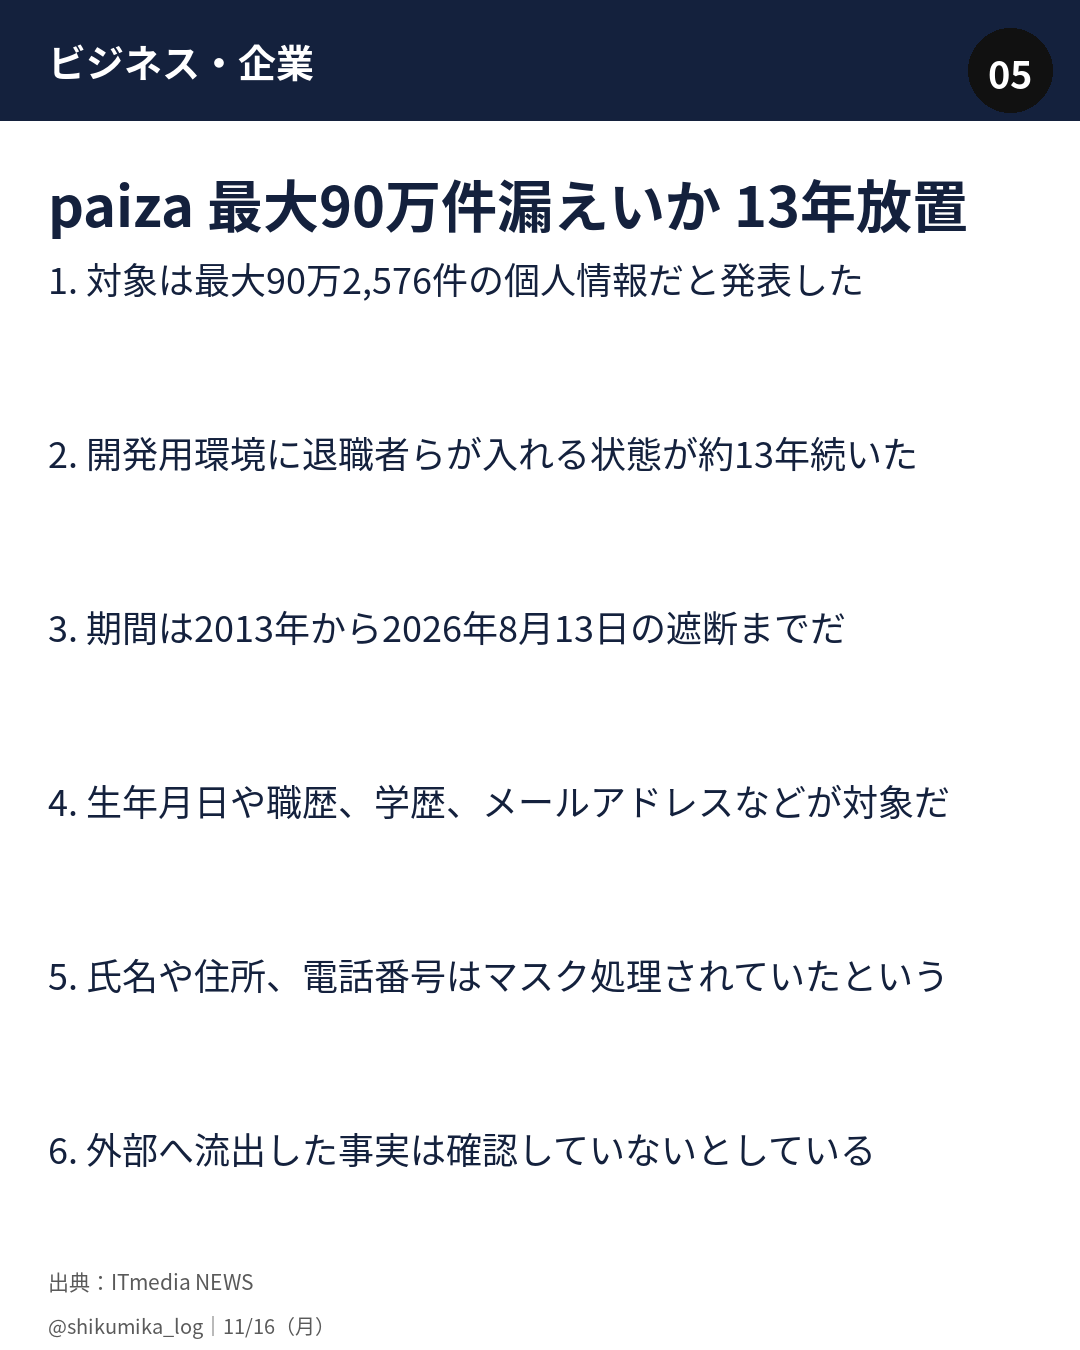 ビジネス・企業
05
paiza 最大90万件漏えいか 13年放置
1. 対象は最大90万2,576件の個人情報だと発表した
2. 開発用環境に退職者らが入れる状態が約13年続いた
3. 期間は2013年から2026年8月13日の遮断までだ
4. 生年月日や職歴、学歴、メールアドレスなどが対象だ
5. 氏名や住所、電話番号はマスク処理されていたという
6. 外部へ流出した事実は確認していないとしている
出典：ITmedia NEWS
@shikumika_log｜11/16（月）